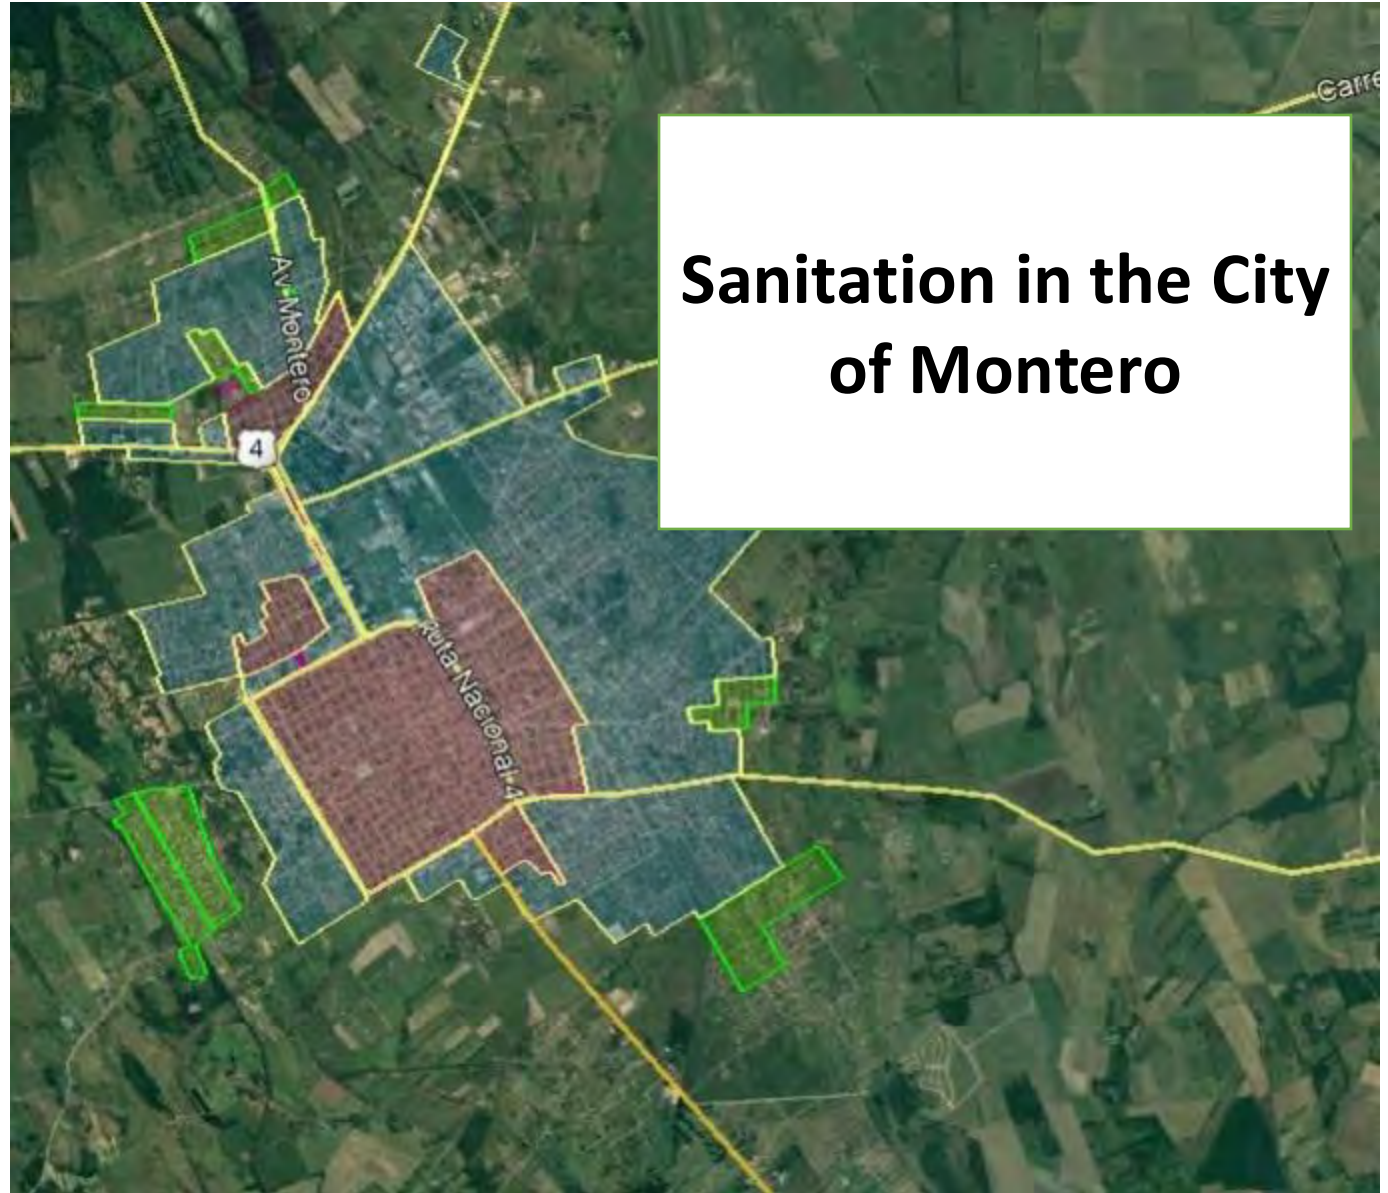 Carre
Sanitation in the City
of Montero
Av Montero
4
Ruta Nacional 4